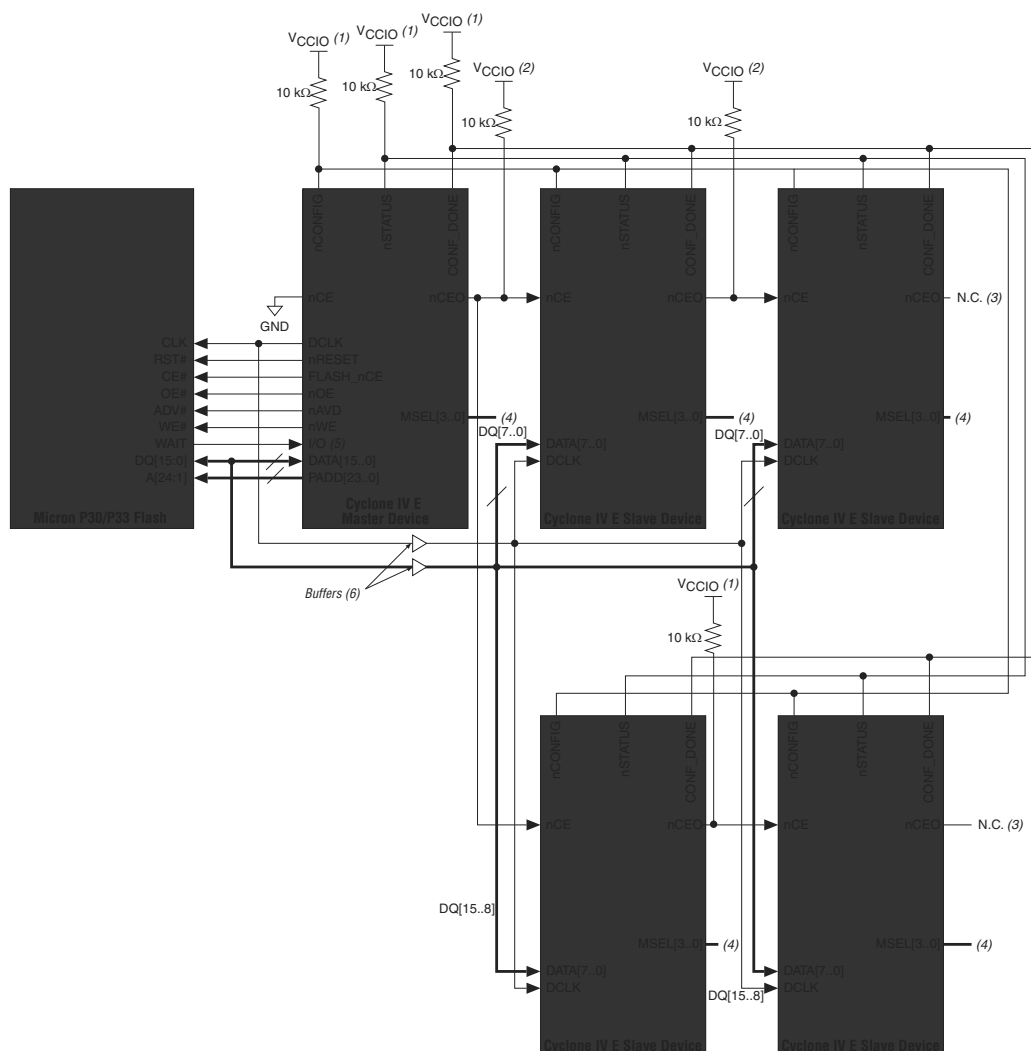 VCCIO (1)
VCCIO (1)
VCCIO (1)
VCCIO (2)
VCCIO (2)
10 kΩ
10 kΩ
10 kΩ
10 kΩ
10 kΩ
nCONFIG
nSTATUS
CONF_DONE
nCONFIG
nSTATUS
CONF_DONE
nCONFIG
nSTATUS
CONF_DONE
nCE
nCEO
nCE
nCEO
nCE
nCEO
N.C. (3)
GND
CLK
DCLK
RST#
nRESET
CE#
FLASH_nCE
OE#
nOE
ADV#
nAVD
WE#
nWE
WAIT
I/O (5)
DQ[15:0]
DATA[15..0]
A[24:1]
PADD[23..0]
MSEL[3..0]
(4)
MSEL[3..0]
(4)
MSEL[3..0]
(4)
DQ[7..0]
DATA[7..0]
DCLK
DQ[7..0]
DATA[7..0]
DCLK
Micron P30/P33 Flash
Cyclone IV E
Master Device
Cyclone IV E Slave Device
Cyclone IV E Slave Device
Buffers (6)
VCCIO (1)
10 kΩ
nCONFIG
nSTATUS
CONF_DONE
nCONFIG
nSTATUS
CONF_DONE
nCE
nCEO
nCE
nCEO
N.C. (3)
DQ[15..8]
MSEL[3..0]
(4)
MSEL[3..0]
(4)
DATA[7..0]
DCLK
DATA[7..0]
DQ[15..8]
DCLK
Cyclone IV E Slave Device
Cyclone IV E Slave Device